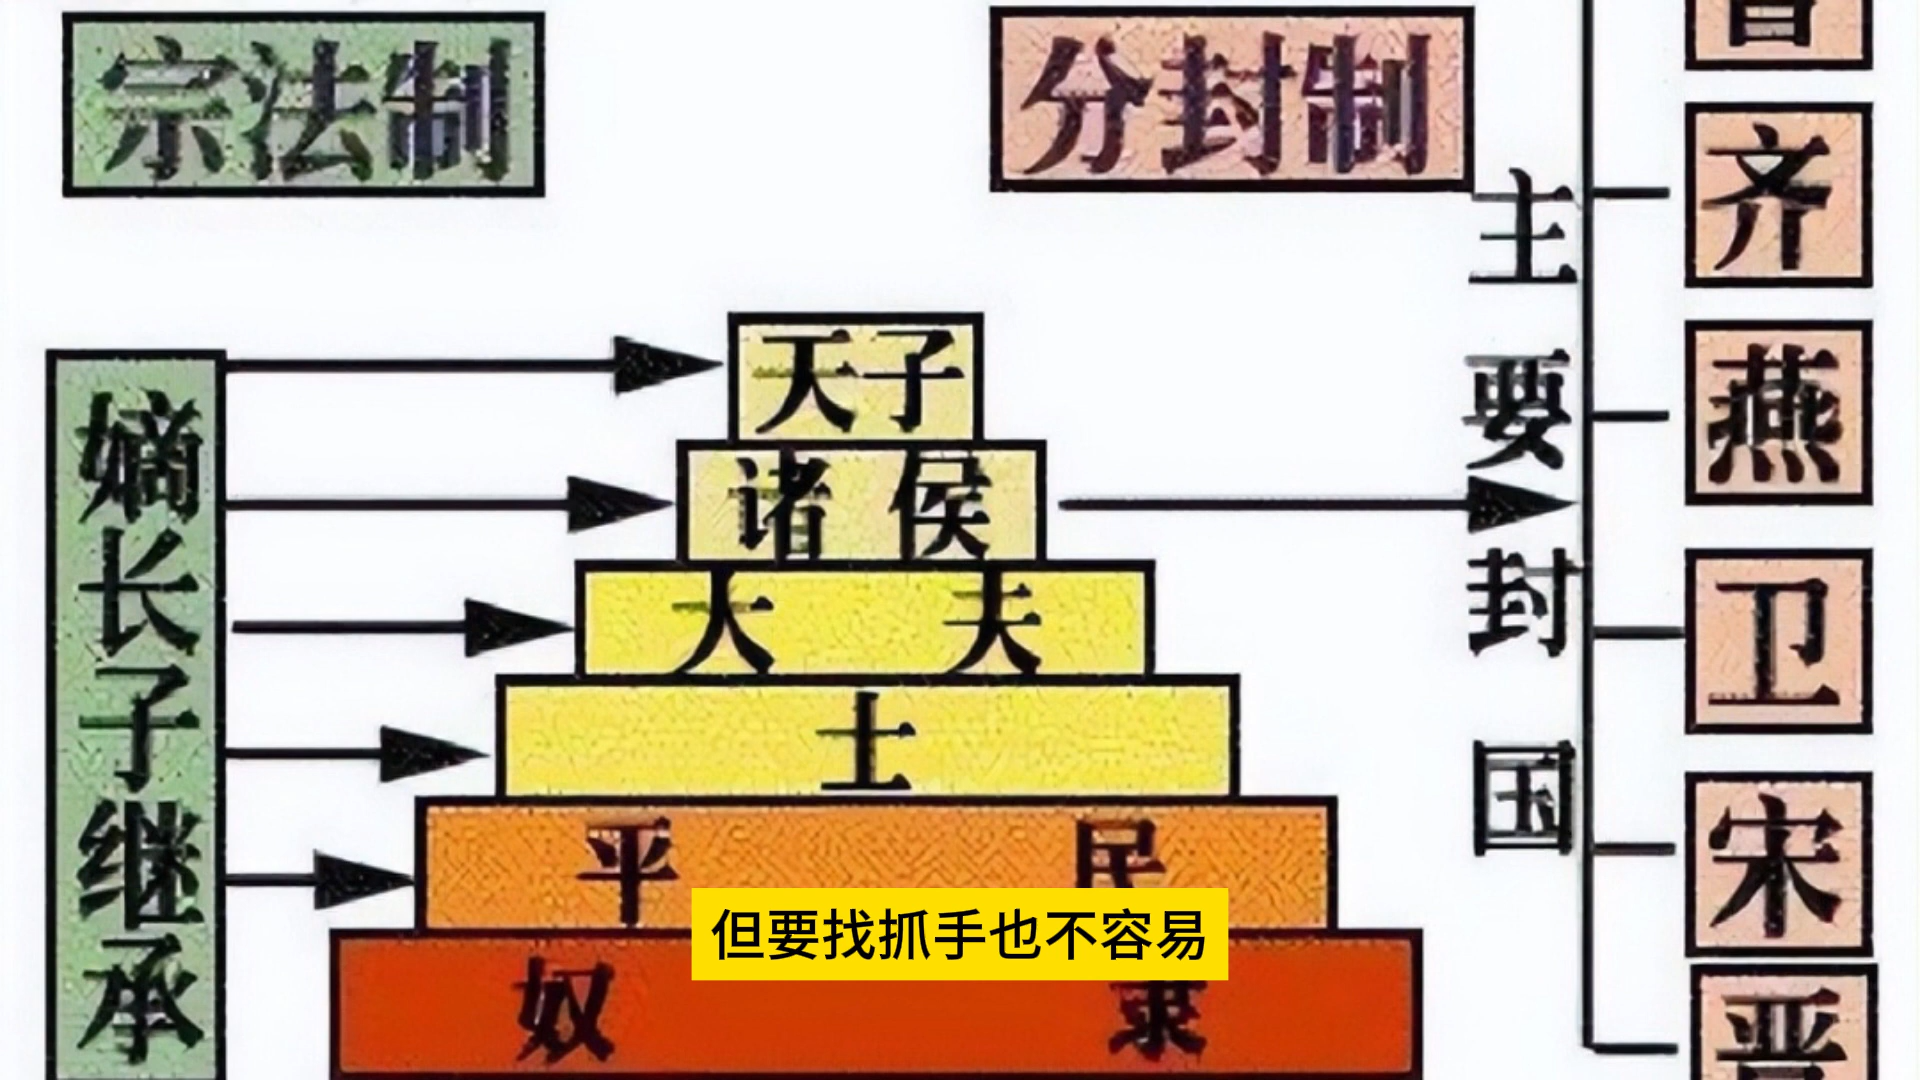 宗法制
分封制
嫡长子继承
天子
诸侯
大夫
士
平民
奴隶
主要封国
鲁
齐
燕
卫
宋
晋
但要找抓手也不容易